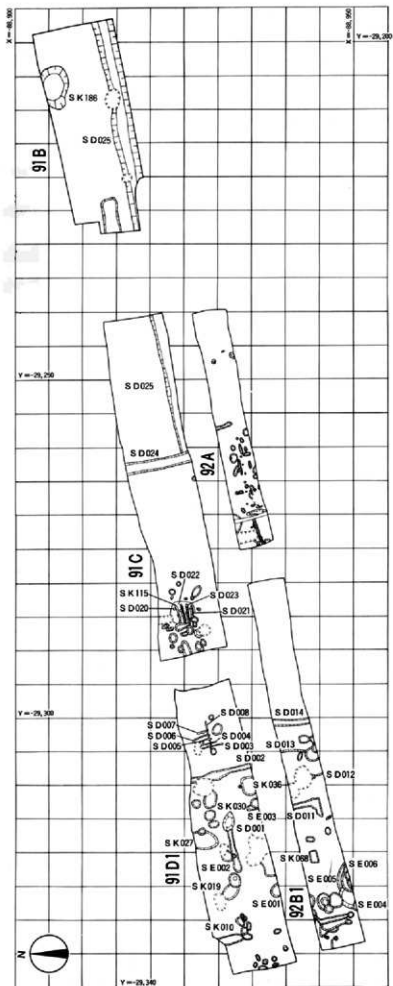 X=-88,900
X=-88,950
Y=-29,200
SK186
SD025
91B
Y=-29,250
SD025
SD024
92A
91C
SD022
SK115
SD023
SD020
SD021
Y=-29,300
SD008
SD007
SD006
SD004
SD005
SD003
SD014
SD002
SD013
SK036
SD012
SK030
SE003
SD011
SD001
SK027
SK068
SE002
91D1
SE006
SE005
SK019
SE001
92B1
SE004
SK010
N
Y=-29,340